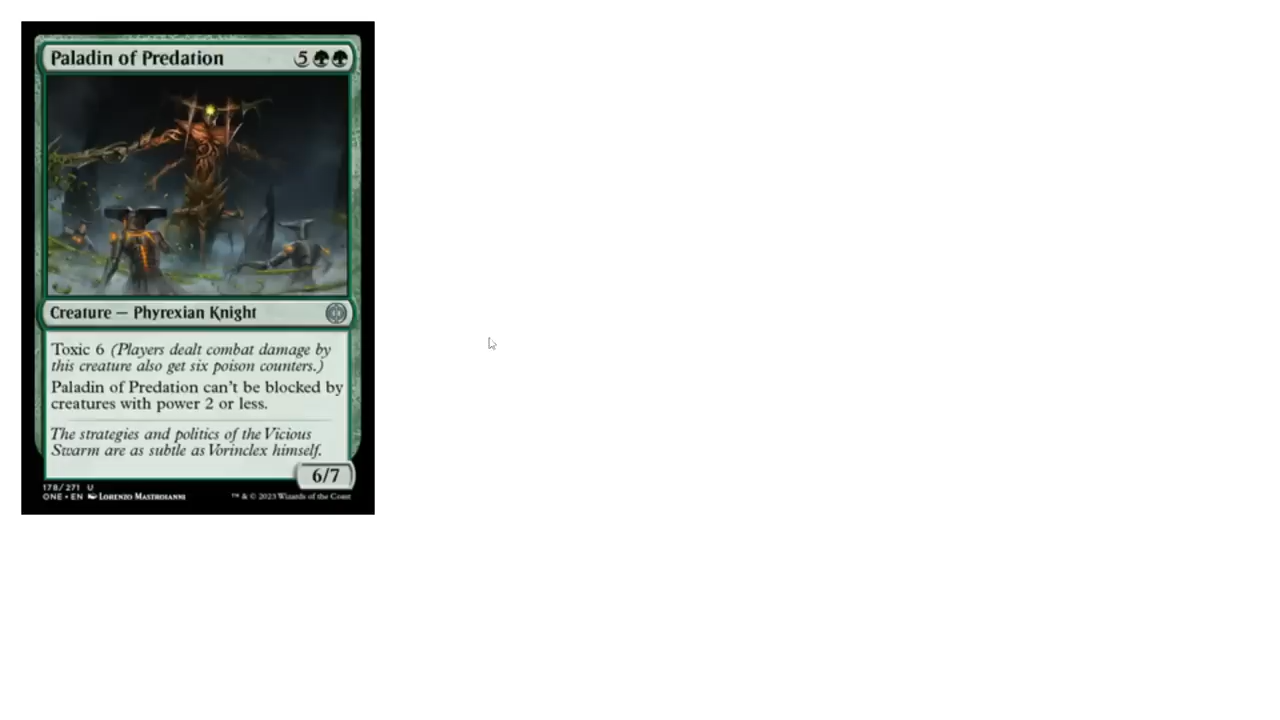 Paladin of Predation 5
Creature — Phyrexian Knight
Toxic 6 (Players dealt combat damage by
this creature also get six poison counters.)
Paladin of Predation can't be blocked by
creatures with power 2 or less.
The strategies and politics of the Vicious
Swarm are as subtle as Vorinclex himself.
6/7
178/271 U
ONE • EN Lorenzo Mastroianni ™ & © 2023 Wizards of the Coast